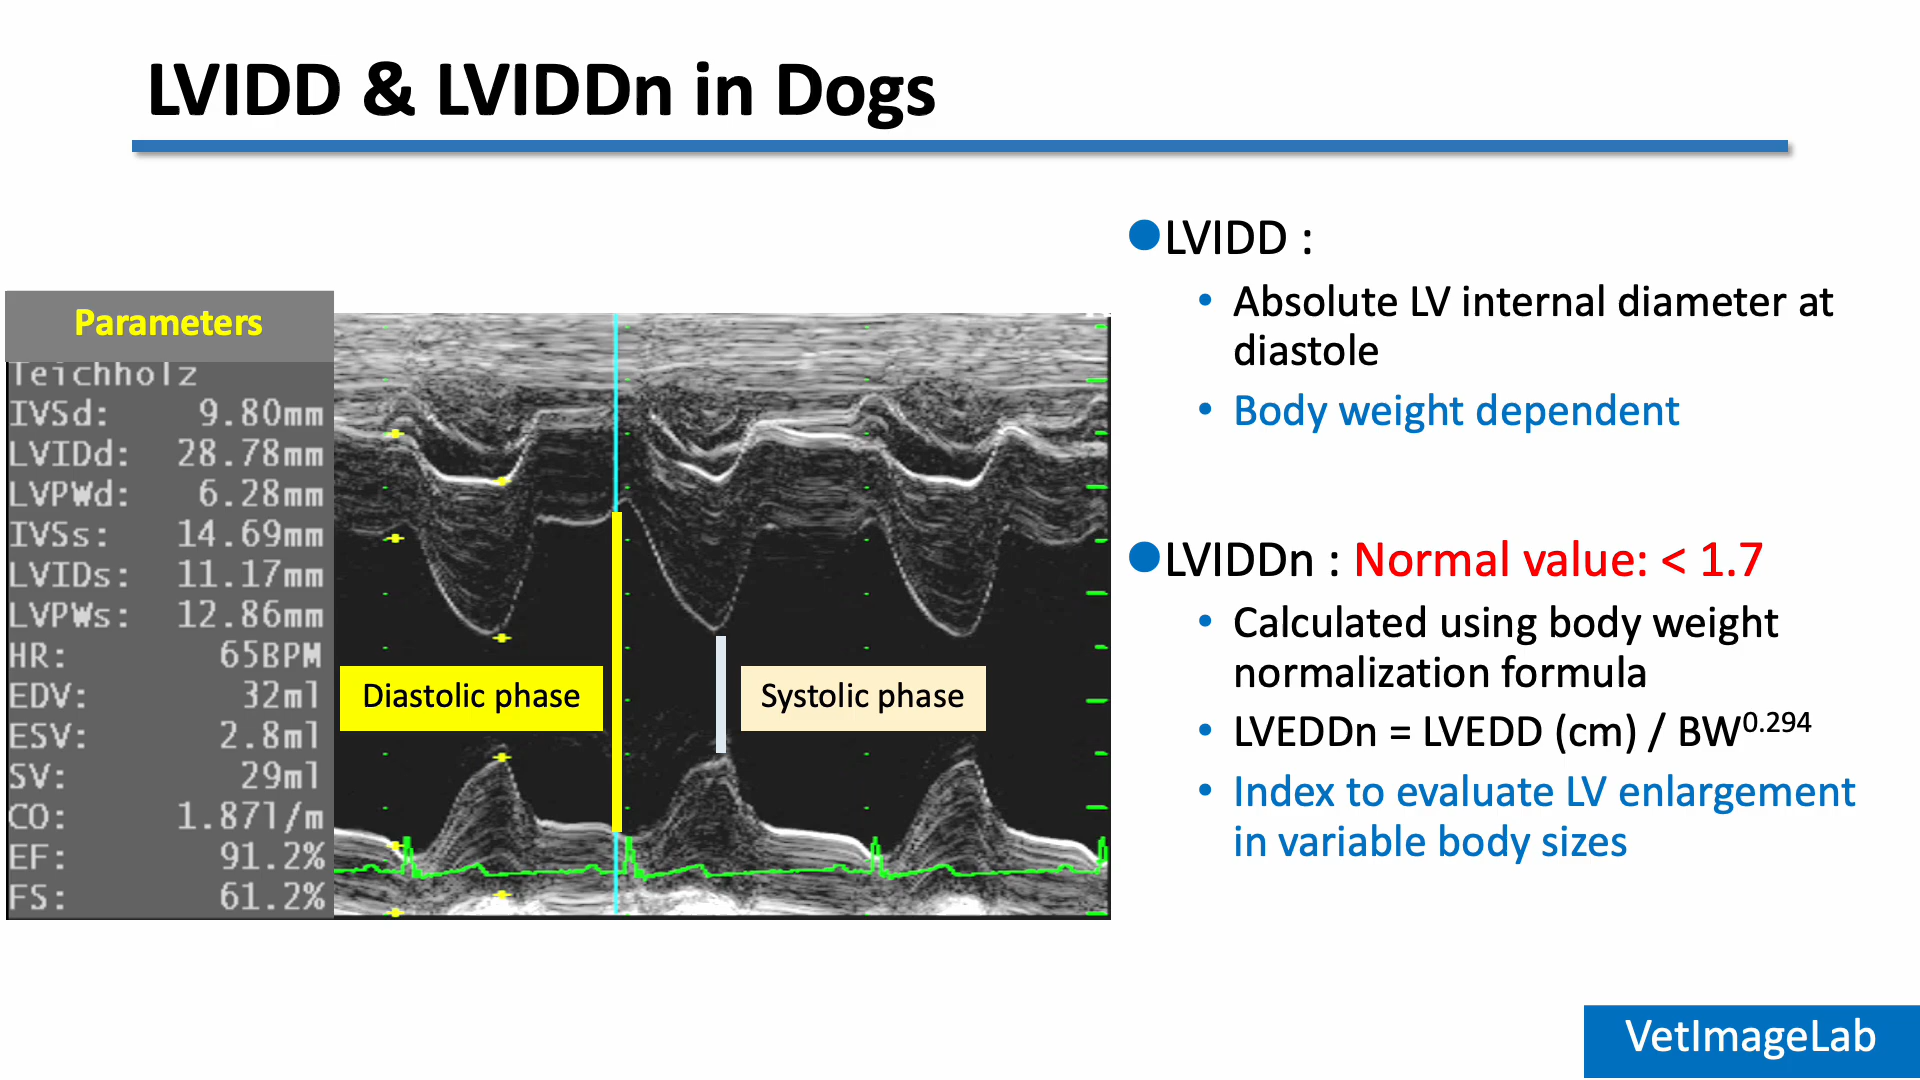 LVIDD & LVIDDn in Dogs
Parameters
Teichholz
IVSd: 9.80mm
LVIDd: 28.78mm
LVPWd: 6.28mm
IVSs: 14.69mm
LVIDs: 11.17mm
LVPWs: 12.86mm
HR: 65BPM
EDV: 32ml
ESV: 2.8ml
SV: 29ml
CO: 1.87l/m
EF: 91.2%
FS: 61.2%
Diastolic phase
Systolic phase
LVIDD :
Absolute LV internal diameter at
diastole
Body weight dependent
LVIDDn : Normal value: < 1.7
Calculated using body weight
normalization formula
LVEDDn = LVEDD (cm) / BW^0.294
Index to evaluate LV enlargement
in variable body sizes
VetImageLab